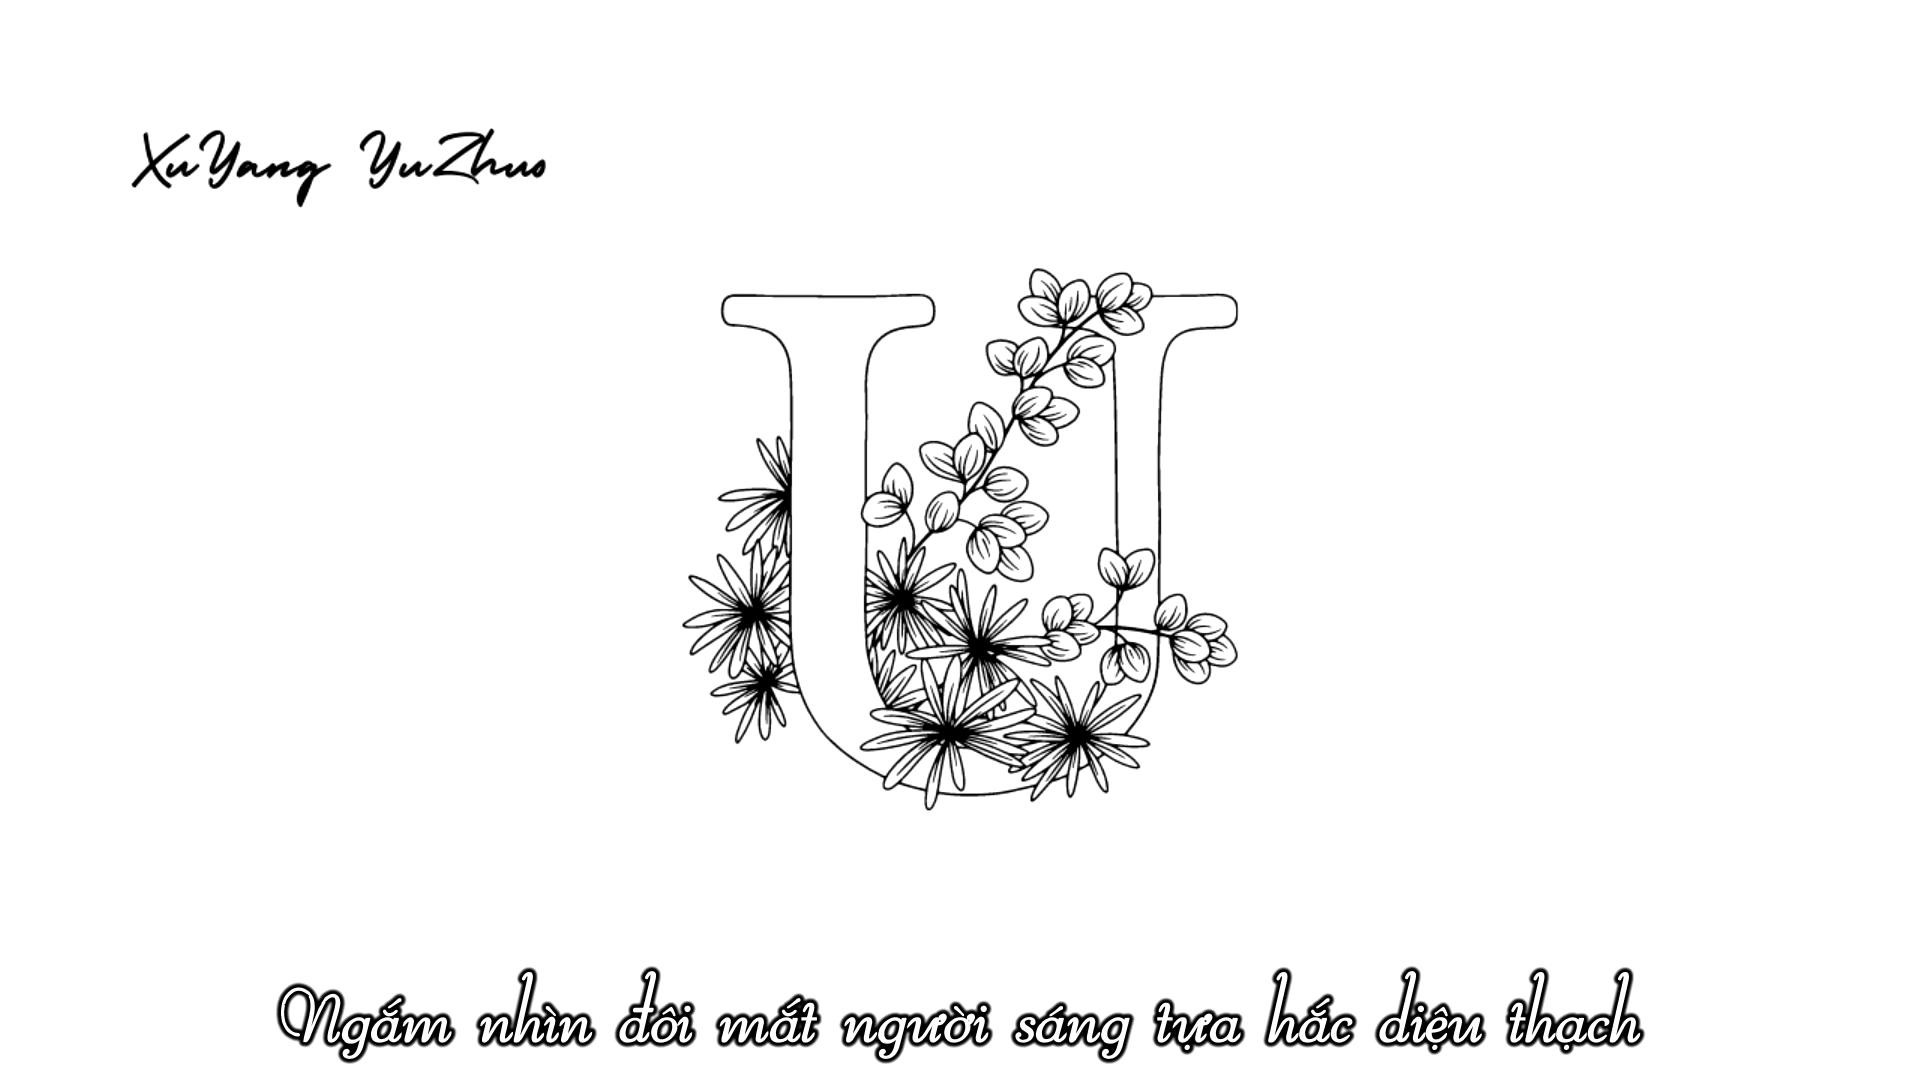 XuYang YuZhuo
U
Ngắm nhìn đôi mắt người sáng tựa hắc diệu thạch